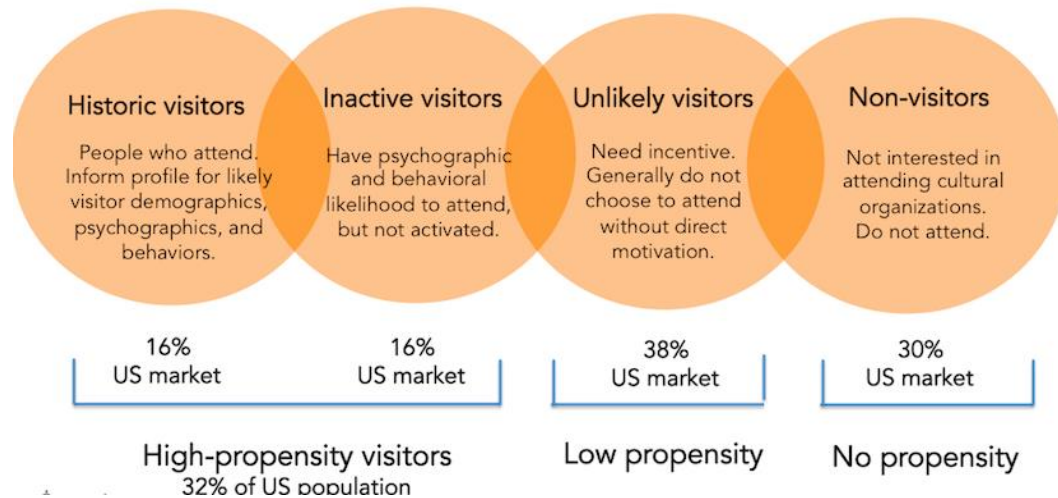 Historic visitors
People who attend.
Inform profile for likely
visitor demographics,
psychographics, and
behaviors.
Inactive visitors
Have psychographic
and behavioral
likelihood to attend,
but not activated.
Unlikely visitors
Need incentive.
Generally do not
choose to attend
without direct
motivation.
Non-visitors
Not interested in
attending cultural
organizations.
Do not attend.
16%
US market
16%
US market
38%
US market
30%
US market
High-propensity visitors
32% of US population
Low propensity
No propensity